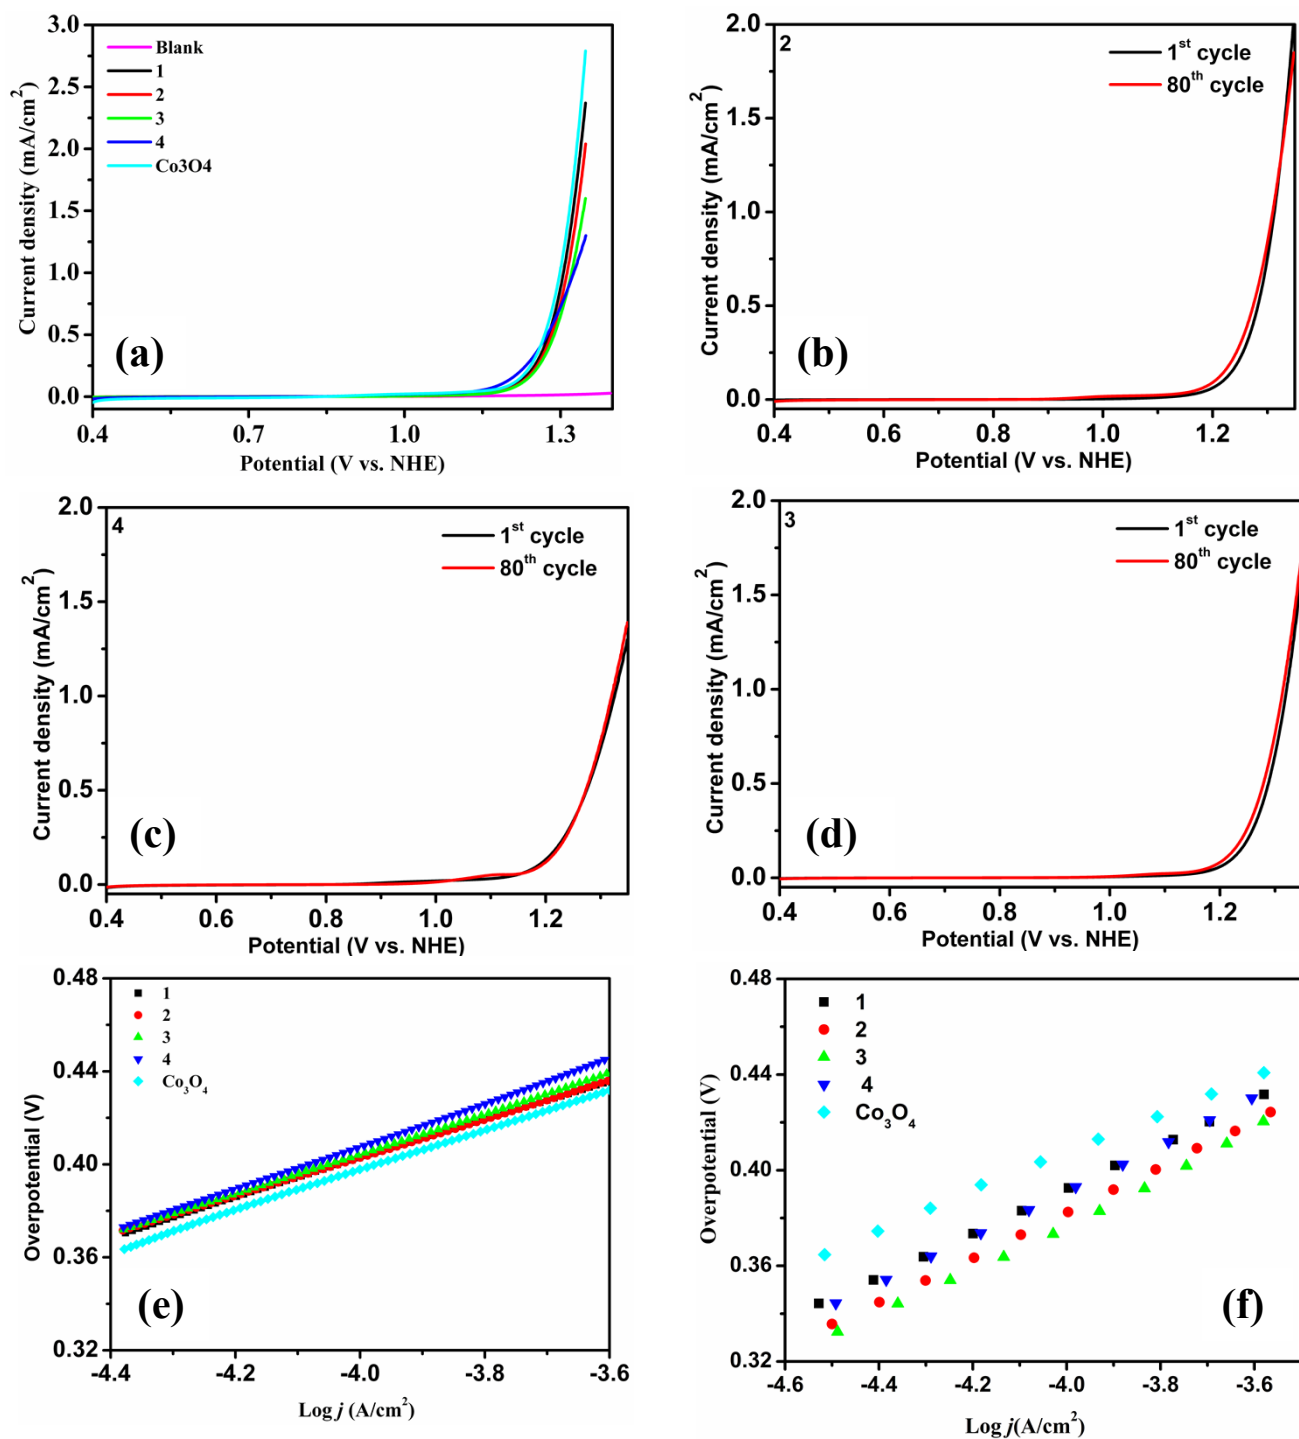 3.0
2.5
2.0
1.5
1.0
0.5
0.0
Current density (mA/cm²)
Blank
1
2
3
4
Co3O4
(a)
0.4
0.7
1.0
1.3
Potential (V vs. NHE)
2.0
1.5
1.0
0.5
0.0
Current density (mA/cm²)
2
1st cycle
80th cycle
(b)
0.4
0.6
0.8
1.0
1.2
Potential (V vs. NHE)
2.0
1.5
1.0
0.5
0.0
Current density (mA/cm²)
4
1st cycle
80th cycle
(c)
0.4
0.6
0.8
1.0
1.2
Potential (V vs. NHE)
2.0
1.5
1.0
0.5
0.0
Current density (mA/cm²)
3
1st cycle
80th cycle
(d)
0.4
0.6
0.8
1.0
1.2
Potential (V vs. NHE)
0.48
0.44
0.40
0.36
0.32
Overpotential (V)
1
2
3
4
Co₃O₄
(e)
-4.4
-4.2
-4.0
-3.8
-3.6
Log j (A/cm²)
0.48
0.44
0.40
0.36
0.32
Overpotential (V)
1
2
3
4
Co₃O₄
(f)
-4.6
-4.4
-4.2
-4.0
-3.8
-3.6
Log j(A/cm²)